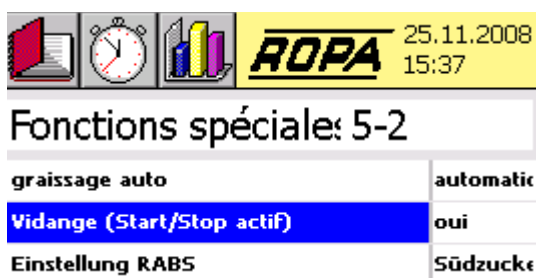 ROPA
25.11.2008
15:37
Fonctions spéciales 5-2
graissage auto automatic
Vidange (Start/Stop actif) oui
Einstellung RABS Südzucke